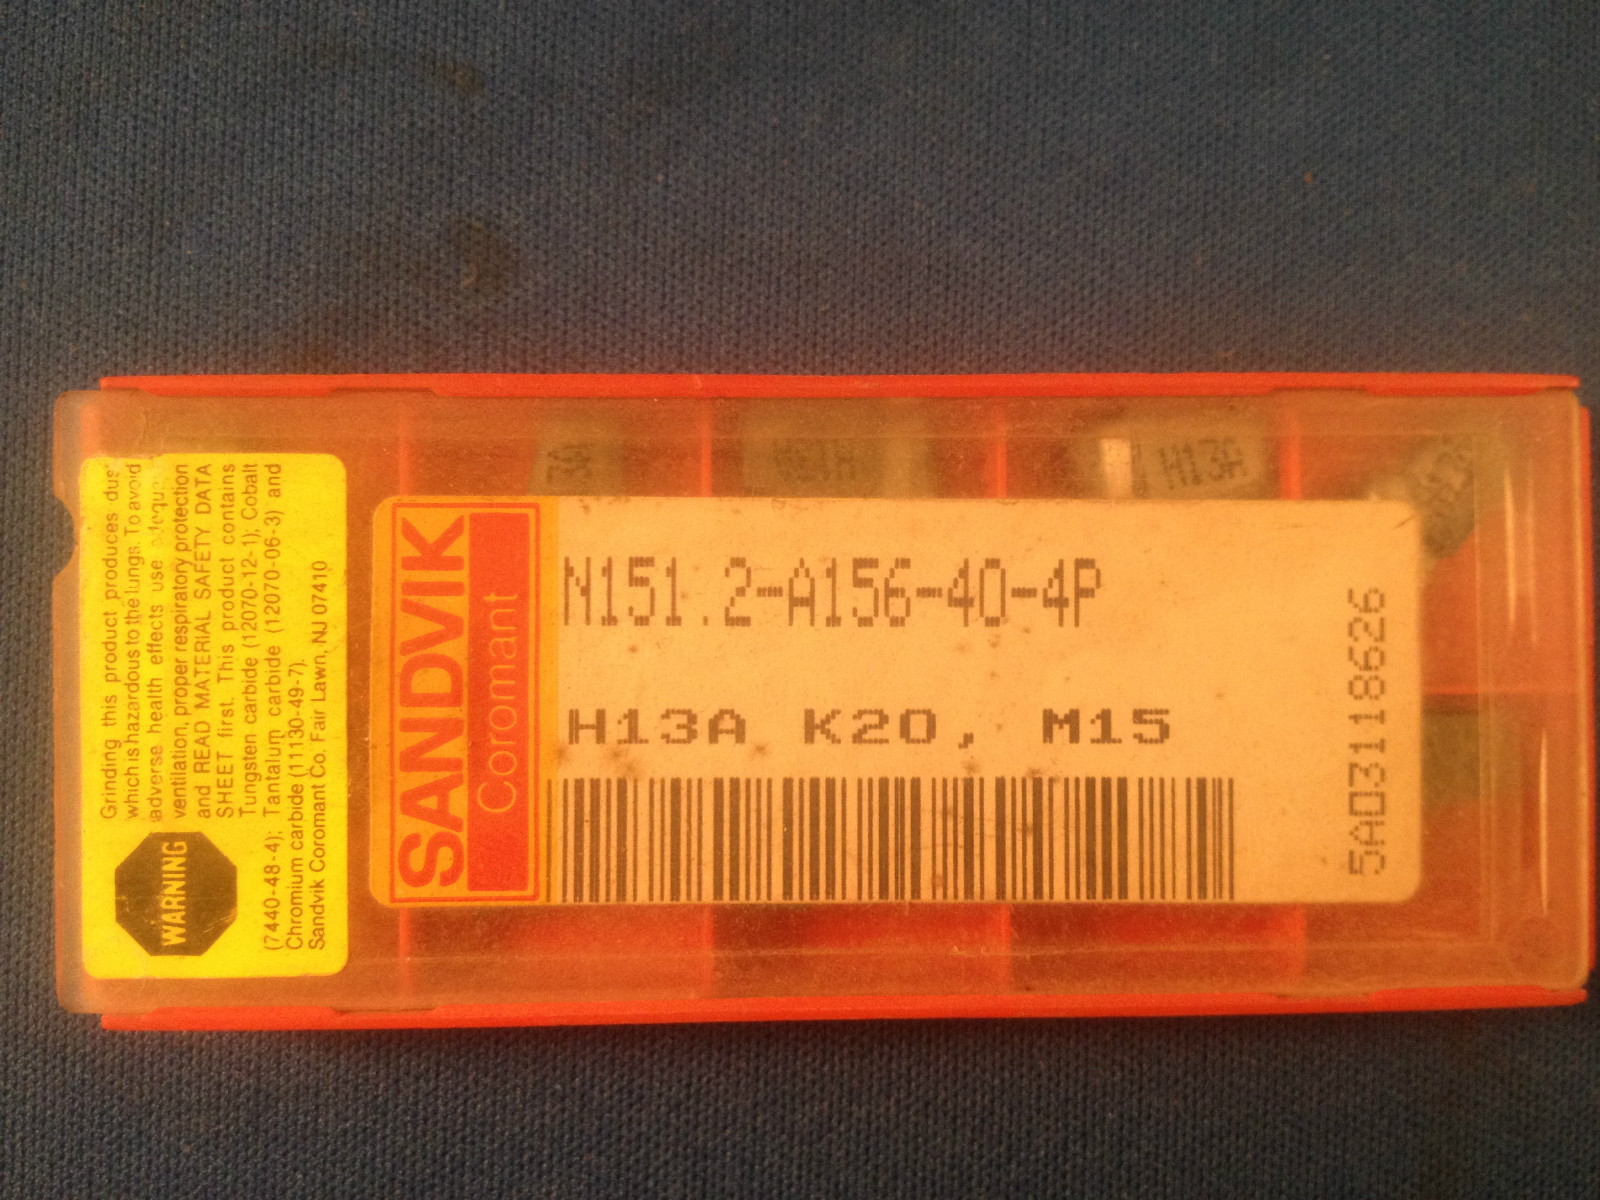 Grinding this product produces dust
which is hazardous to the lungs. To avoid
adverse health effects use
ventilation, proper respiratory protection
and READ MATERIAL SAFETY DATA
SHEET first. This product contains
Tungsten carbide (12070-12-1); Cobalt
(7440-48-4); Tantalum carbide (12070-06-3) and
Chromium carbide (11130-49-7).
Sandvik Coromant Co. Fair Lawn, NJ 07410
WARNING
SANDVIK
Coromant
N151.2-A156-40-4P
H13A K20, M15
5A03118626
H13A